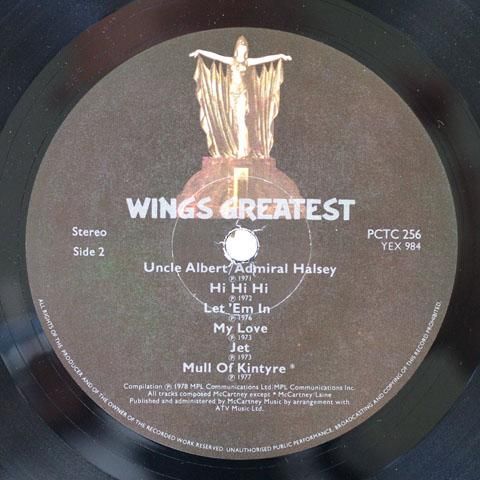 WINGS GREATEST
Stereo
PCTC 256
YEX 984
Side 2
Uncle Albert/Admiral Halsey
℗ 1971
Hi Hi Hi
℗ 1972
Let 'Em In
℗ 1976
My Love
℗ 1973
Jet
℗ 1973
Mull Of Kintyre *
℗ 1977
Compilation ℗ 1978 MPL Communications Ltd/MPL Communications Inc.
All tracks composed McCartney except * McCartney/Laine
Published and administered by McCartney Music by arrangement with
ATV Music Ltd.
ALL RIGHTS OF THE PRODUCER AND OF THE OWNER OF THE RECORDED WORK RESERVED. UNAUTHORISED PUBLIC PERFORMANCE, BROADCASTING AND COPYING OF THIS RECORD PROHIBITED.